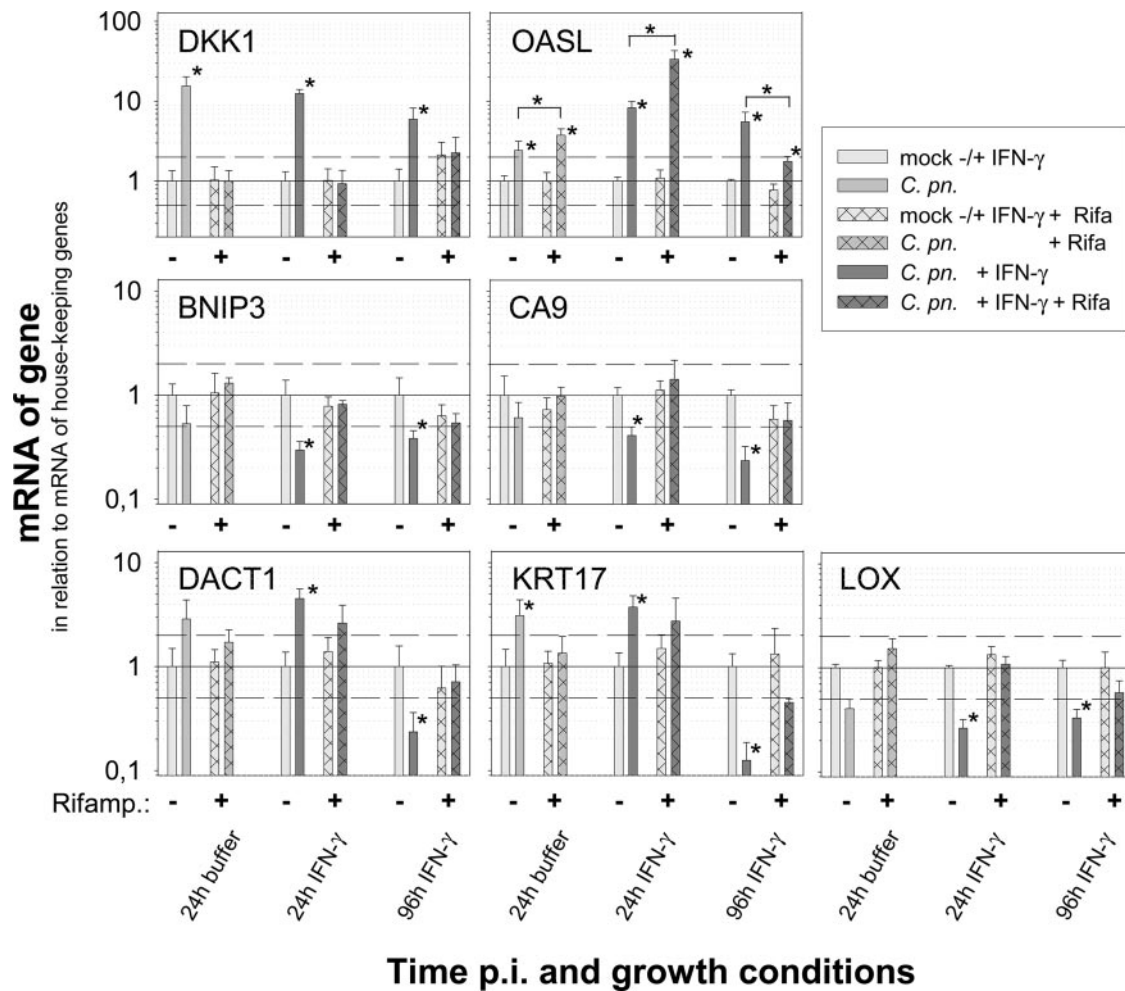 100
10
1
DKK1
*
*
*
- + - + - +
OASL
* * *
* * *
* * *
- + - + - +
mock -/+ IFN-γ
C. pn.
mock -/+ IFN-γ + Rifa
C. pn. + Rifa
C. pn. + IFN-γ
C. pn. + IFN-γ + Rifa
mRNA of gene
in relation to mRNA of house-keeping genes
10
1
0,1
BNIP3
* *
- + - + - +
CA9
* *
- + - + - +
10
1
0,1
DACT1
* *
KRT17
* * *
LOX
* *
Rifamp.: - + - + - +
- + - + - +
- + - + - +
24h buffer
24h IFN-γ
96h IFN-γ
24h buffer
24h IFN-γ
96h IFN-γ
24h buffer
24h IFN-γ
96h IFN-γ
Time p.i. and growth conditions